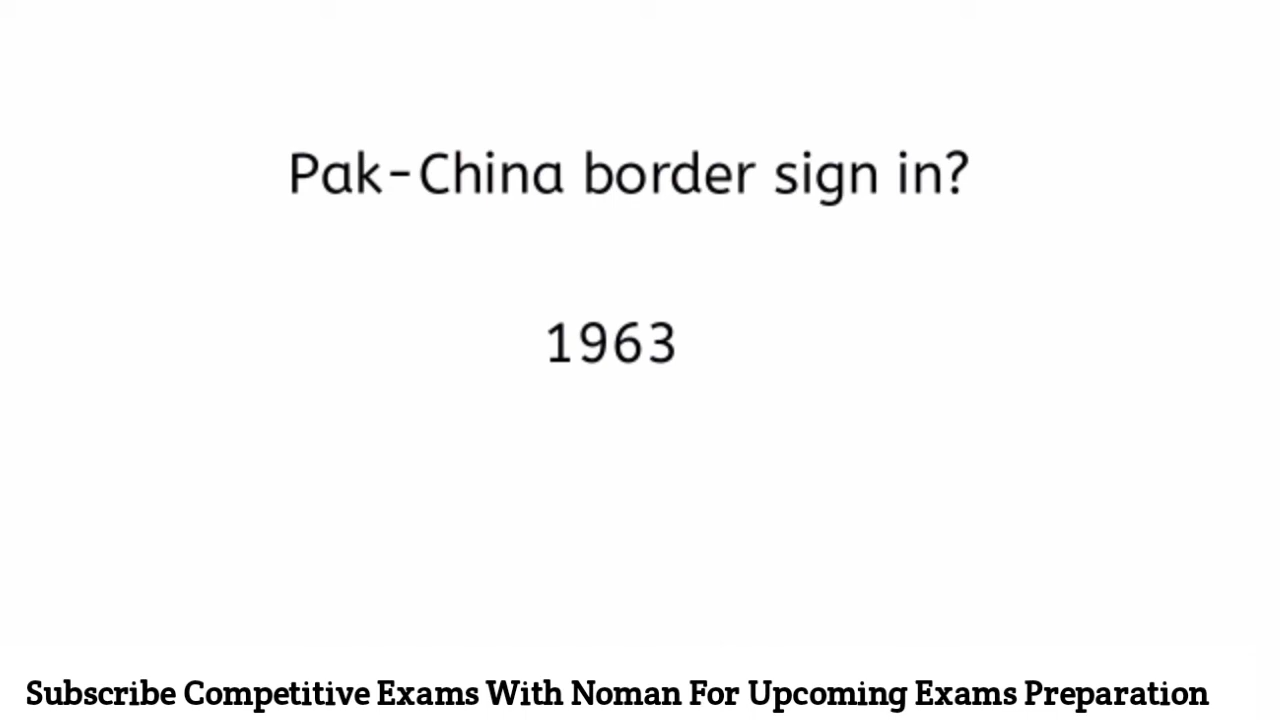 Pak-China border sign in?
1963
Subscribe Competitive Exams With Noman For Upcoming Exams Preparation